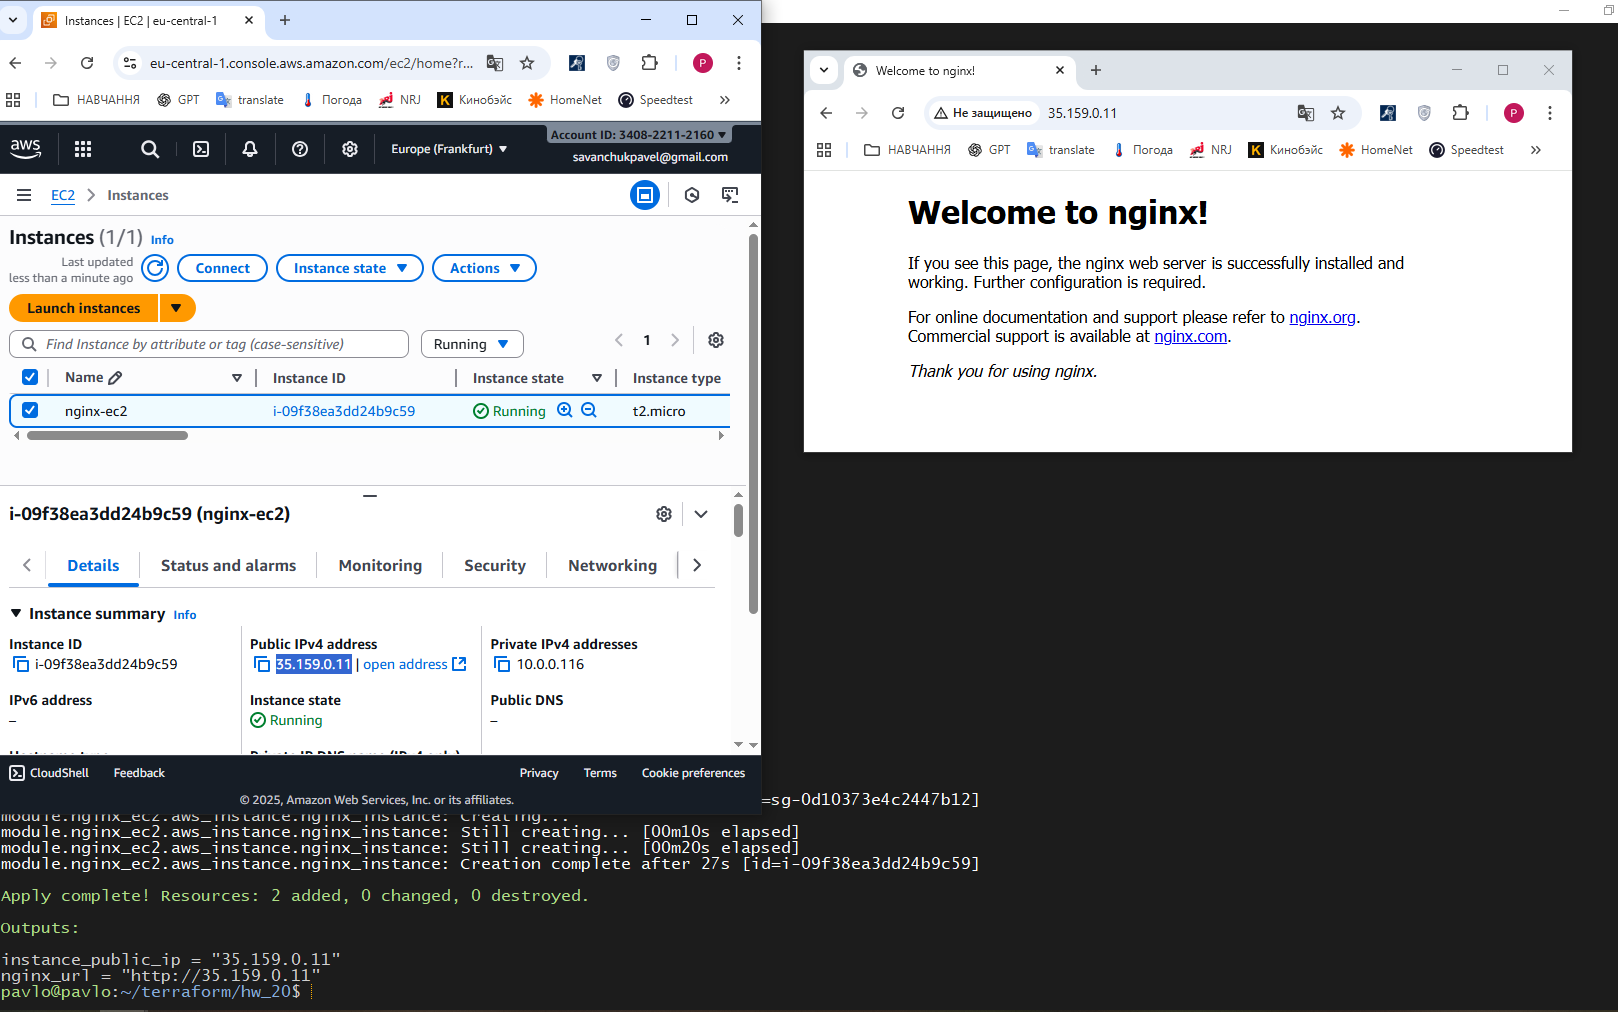 Instances | EC2 | eu-central-1
eu-central-1.console.aws.amazon.com/ec2/home?r...
P
НАВЧАННЯ
GPT
translate
Погода
NRJ
Кинобэйс
HomeNet
Speedtest
aws
Europe (Frankfurt)
Account ID: 3408-2211-2160
savanchukpavel@gmail.com
EC2
Instances
Instances (1/1) Info
Last updated
less than a minute ago
Connect
Instance state
Actions
Launch instances
Find Instance by attribute or tag (case-sensitive)
Running
1
Name
Instance ID
Instance state
Instance type
nginx-ec2
i-09f38ea3dd24b9c59
Running
t2.micro
i-09f38ea3dd24b9c59 (nginx-ec2)
Details
Status and alarms
Monitoring
Security
Networking
Instance summary Info
Instance ID
i-09f38ea3dd24b9c59
Public IPv4 address
35.159.0.11 | open address
Private IPv4 addresses
10.0.0.116
IPv6 address
–
Instance state
Running
Public DNS
–
CloudShell
Feedback
Privacy
Terms
Cookie preferences
© 2025, Amazon Web Services, Inc. or its affiliates.
Welcome to nginx!
Не защищено
35.159.0.11
P
НАВЧАННЯ
GPT
translate
Погода
NRJ
K
Кинобэйс
HomeNet
Speedtest
Welcome to nginx!
If you see this page, the nginx web server is successfully installed and
working. Further configuration is required.
For online documentation and support please refer to nginx.org.
Commercial support is available at nginx.com.
Thank you for using nginx.
=sg-0d10373e4c2447b12]
module.nginx_ec2.aws_instance.nginx_instance: Creating...
module.nginx_ec2.aws_instance.nginx_instance: Still creating... [00m10s elapsed]
module.nginx_ec2.aws_instance.nginx_instance: Still creating... [00m20s elapsed]
module.nginx_ec2.aws_instance.nginx_instance: Creation complete after 27s [id=i-09f38ea3dd24b9c59]
Apply complete! Resources: 2 added, 0 changed, 0 destroyed.
Outputs:
instance_public_ip = "35.159.0.11"
nginx_url = "http://35.159.0.11"
pavlo@pavlo:~/terraform/hw_20$